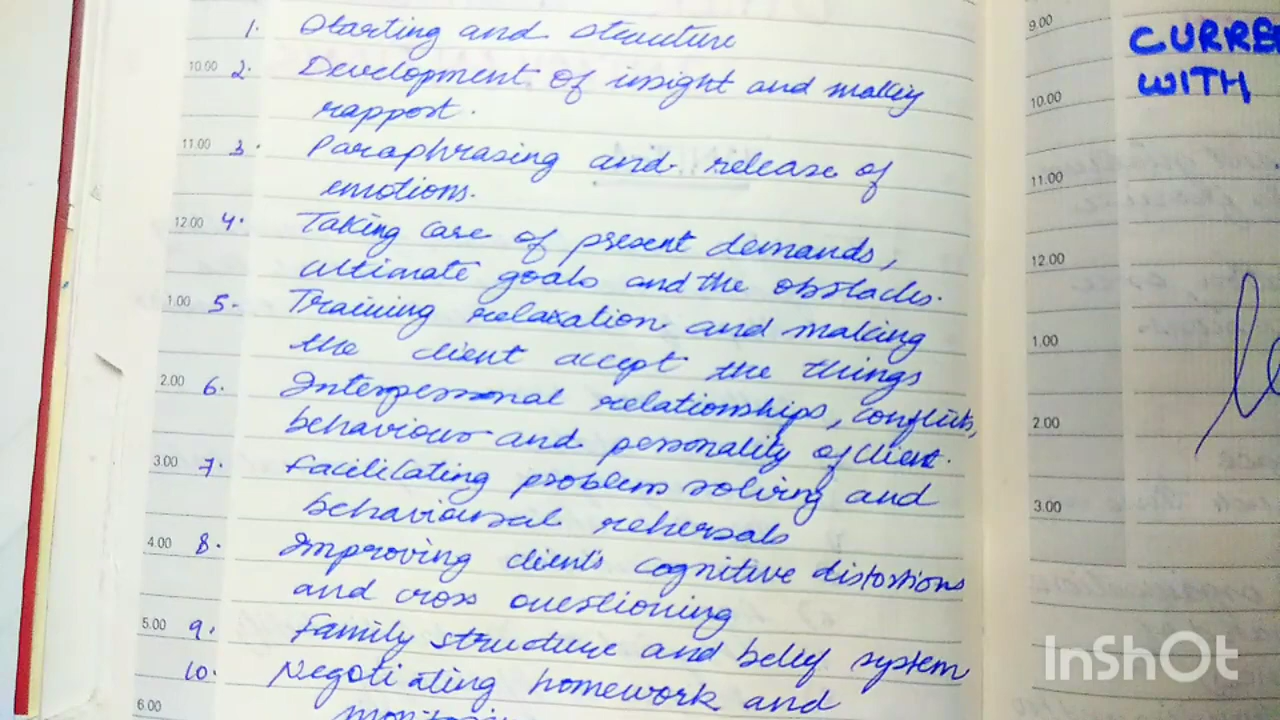 1. Starting and structure
10.00 2. Development of insight and making
rapport.
11.00 3. Paraphrasing and release of
emotions.
12.00 4. Taking care of present demands,
ultimate goals and the obstacles.
1.00 5. Training relaxation and making
the client accept the things
2.00 6. Interpersonal relationships, conflicts,
behaviour and personality of client.
3.00 7. Facilitating problem solving and
behavioural rehersals
4.00 8. Improving client's cognitive distortions
and cross questioning
5.00 9. Family structure and belief system
10. Negotiating homework and
6.00
9.00
CURRE
10.00 WITH
11.00
12.00
1.00
2.00
3.00
InShOt